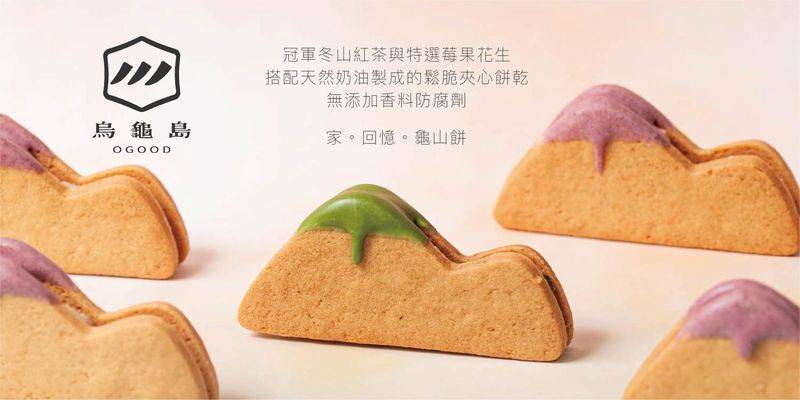 烏龜島
OGOOD
冠軍冬山紅茶與特選莓果花生
搭配天然奶油製成的鬆脆夾心餅乾
無添加香料防腐劑
家。回憶。龜山餅